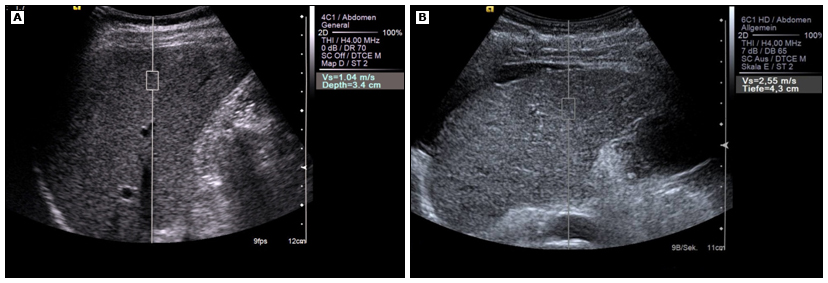 A
4C1 / Abdomen
General
2D 100%
THI / H4.00 MHz
0 dB / DR 70
SC Off / DTCE M
Map D / ST 2
Vs=1.04 m/s
Depth=3.4 cm
9fps 12cm
B
6C1 HD / Abdomen
Allgemein
2D 100%
THI / H4,00 MHz
7 dB / DB 65
SC Aus / DTCE M
Skala E / ST 2
Vs=2,55 m/s
Tiefe=4,3 cm
9B/Sek. 11cm